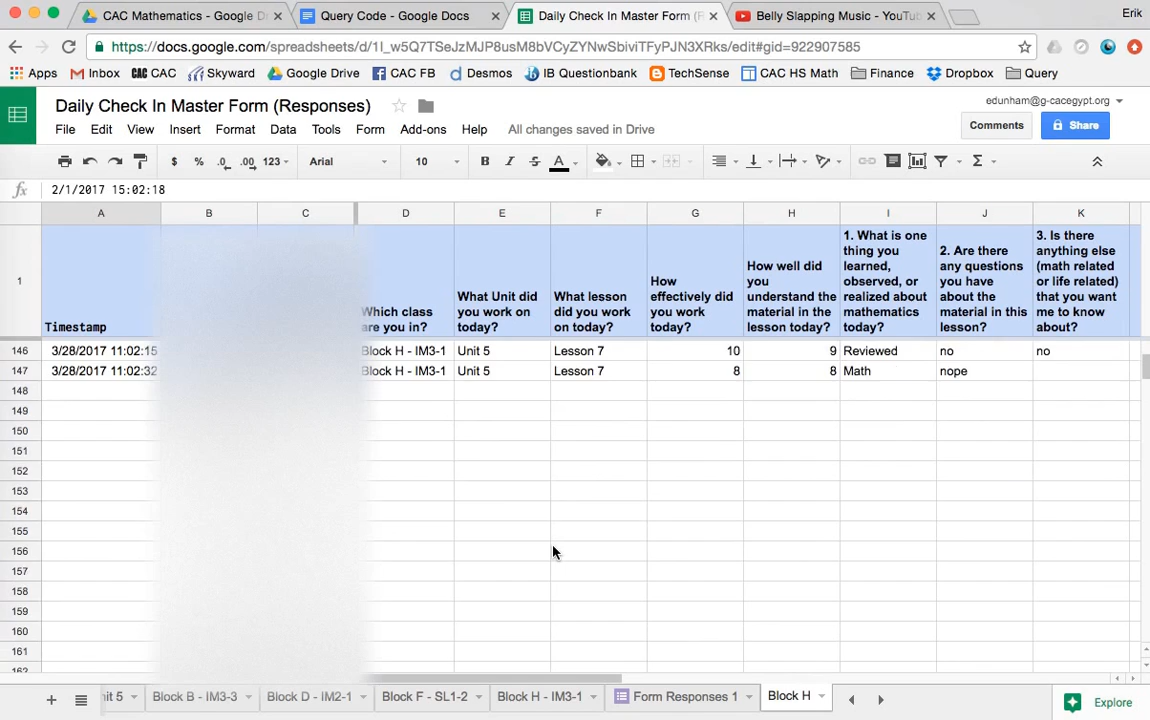 CAC Mathematics - Google D
Query Code - Google Docs
Daily Check In Master Form (
Belly Slapping Music - YouTub
Erik
https://docs.google.com/spreadsheets/d/1I_w5Q7TSeJzMJP8usM8bVCyZYNwSbiviTFyPJN3XRks/edit#gid=922907585
Apps
Inbox
CAC CAC
Skyward
Google Drive
CAC FB
Desmos
IB Questionbank
TechSense
CAC HS Math
Finance
Dropbox
Query
Daily Check In Master Form (Responses)
edunham@g-cacegypt.org
File Edit View Insert Format Data Tools Form Add-ons Help All changes saved in Drive
Comments
Share
$ % .0 .00 123 Arial 10 B I S A
fx 2/1/2017 15:02:18
A B C D E F G H I J K
1
Timestamp
Which class
are you in?
What Unit did
you work on
today?
What lesson
did you work
on today?
How
effectively did
you work
today?
How well did
you
understand the
material in the
lesson today?
1. What is one
thing you
learned,
observed, or
realized about
mathematics
today?
2. Are there
any questions
you have
about the
material in this
lesson?
3. Is there
anything else
(math related
or life related)
that you want
me to know
about?
146 3/28/2017 11:02:15 Block H - IM3-1 Unit 5 Lesson 7 10 9 Reviewed no no
147 3/28/2017 11:02:32 Block H - IM3-1 Unit 5 Lesson 7 8 8 Math nope
148
149
150
151
152
153
154
155
156
157
158
159
160
161
162
nit 5
Block B - IM3-3
Block D - IM2-1
Block F - SL1-2
Block H - IM3-1
Form Responses 1
Block H
Explore